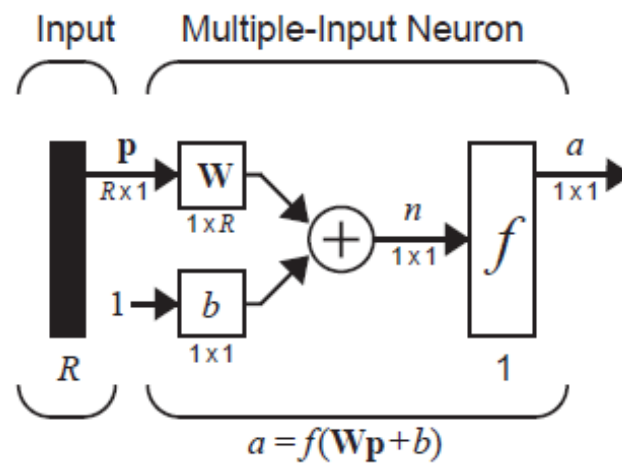 Input Multiple-Input Neuron
p W n f a
R x 1 1 x R 1 x 1 1 x 1
1 b
1 x 1
R 1
a = f(Wp+b)